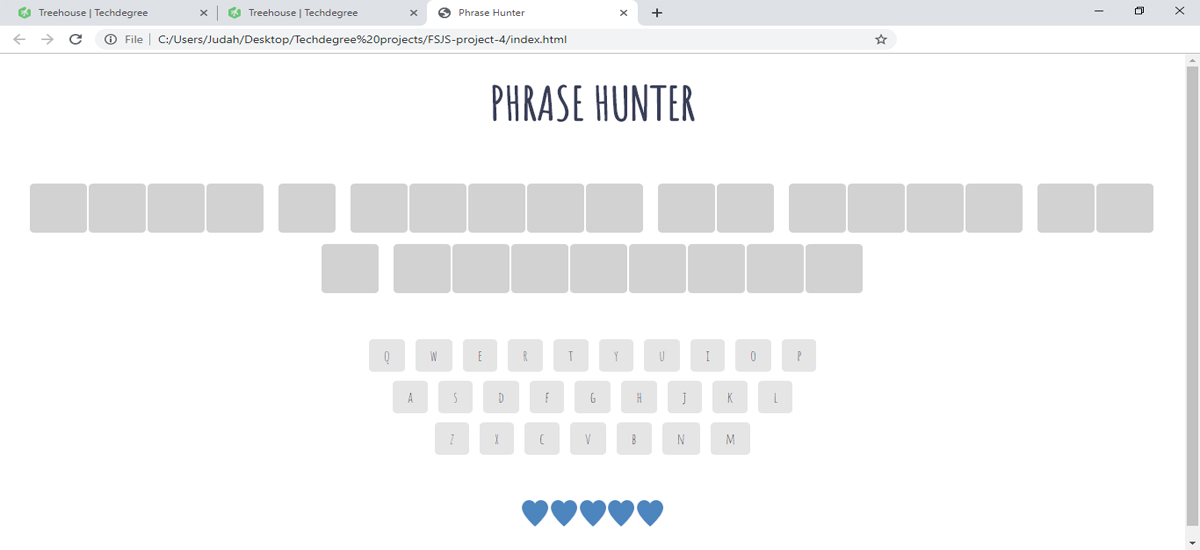 Treehouse | Techdegree Treehouse | Techdegree Phrase Hunter
File C:/Users/Judah/Desktop/Techdegree%20projects/FSJS-project-4/index.html
PHRASE HUNTER
Q W E R T Y U I O P
A S D F G H J K L
Z X C V B N M